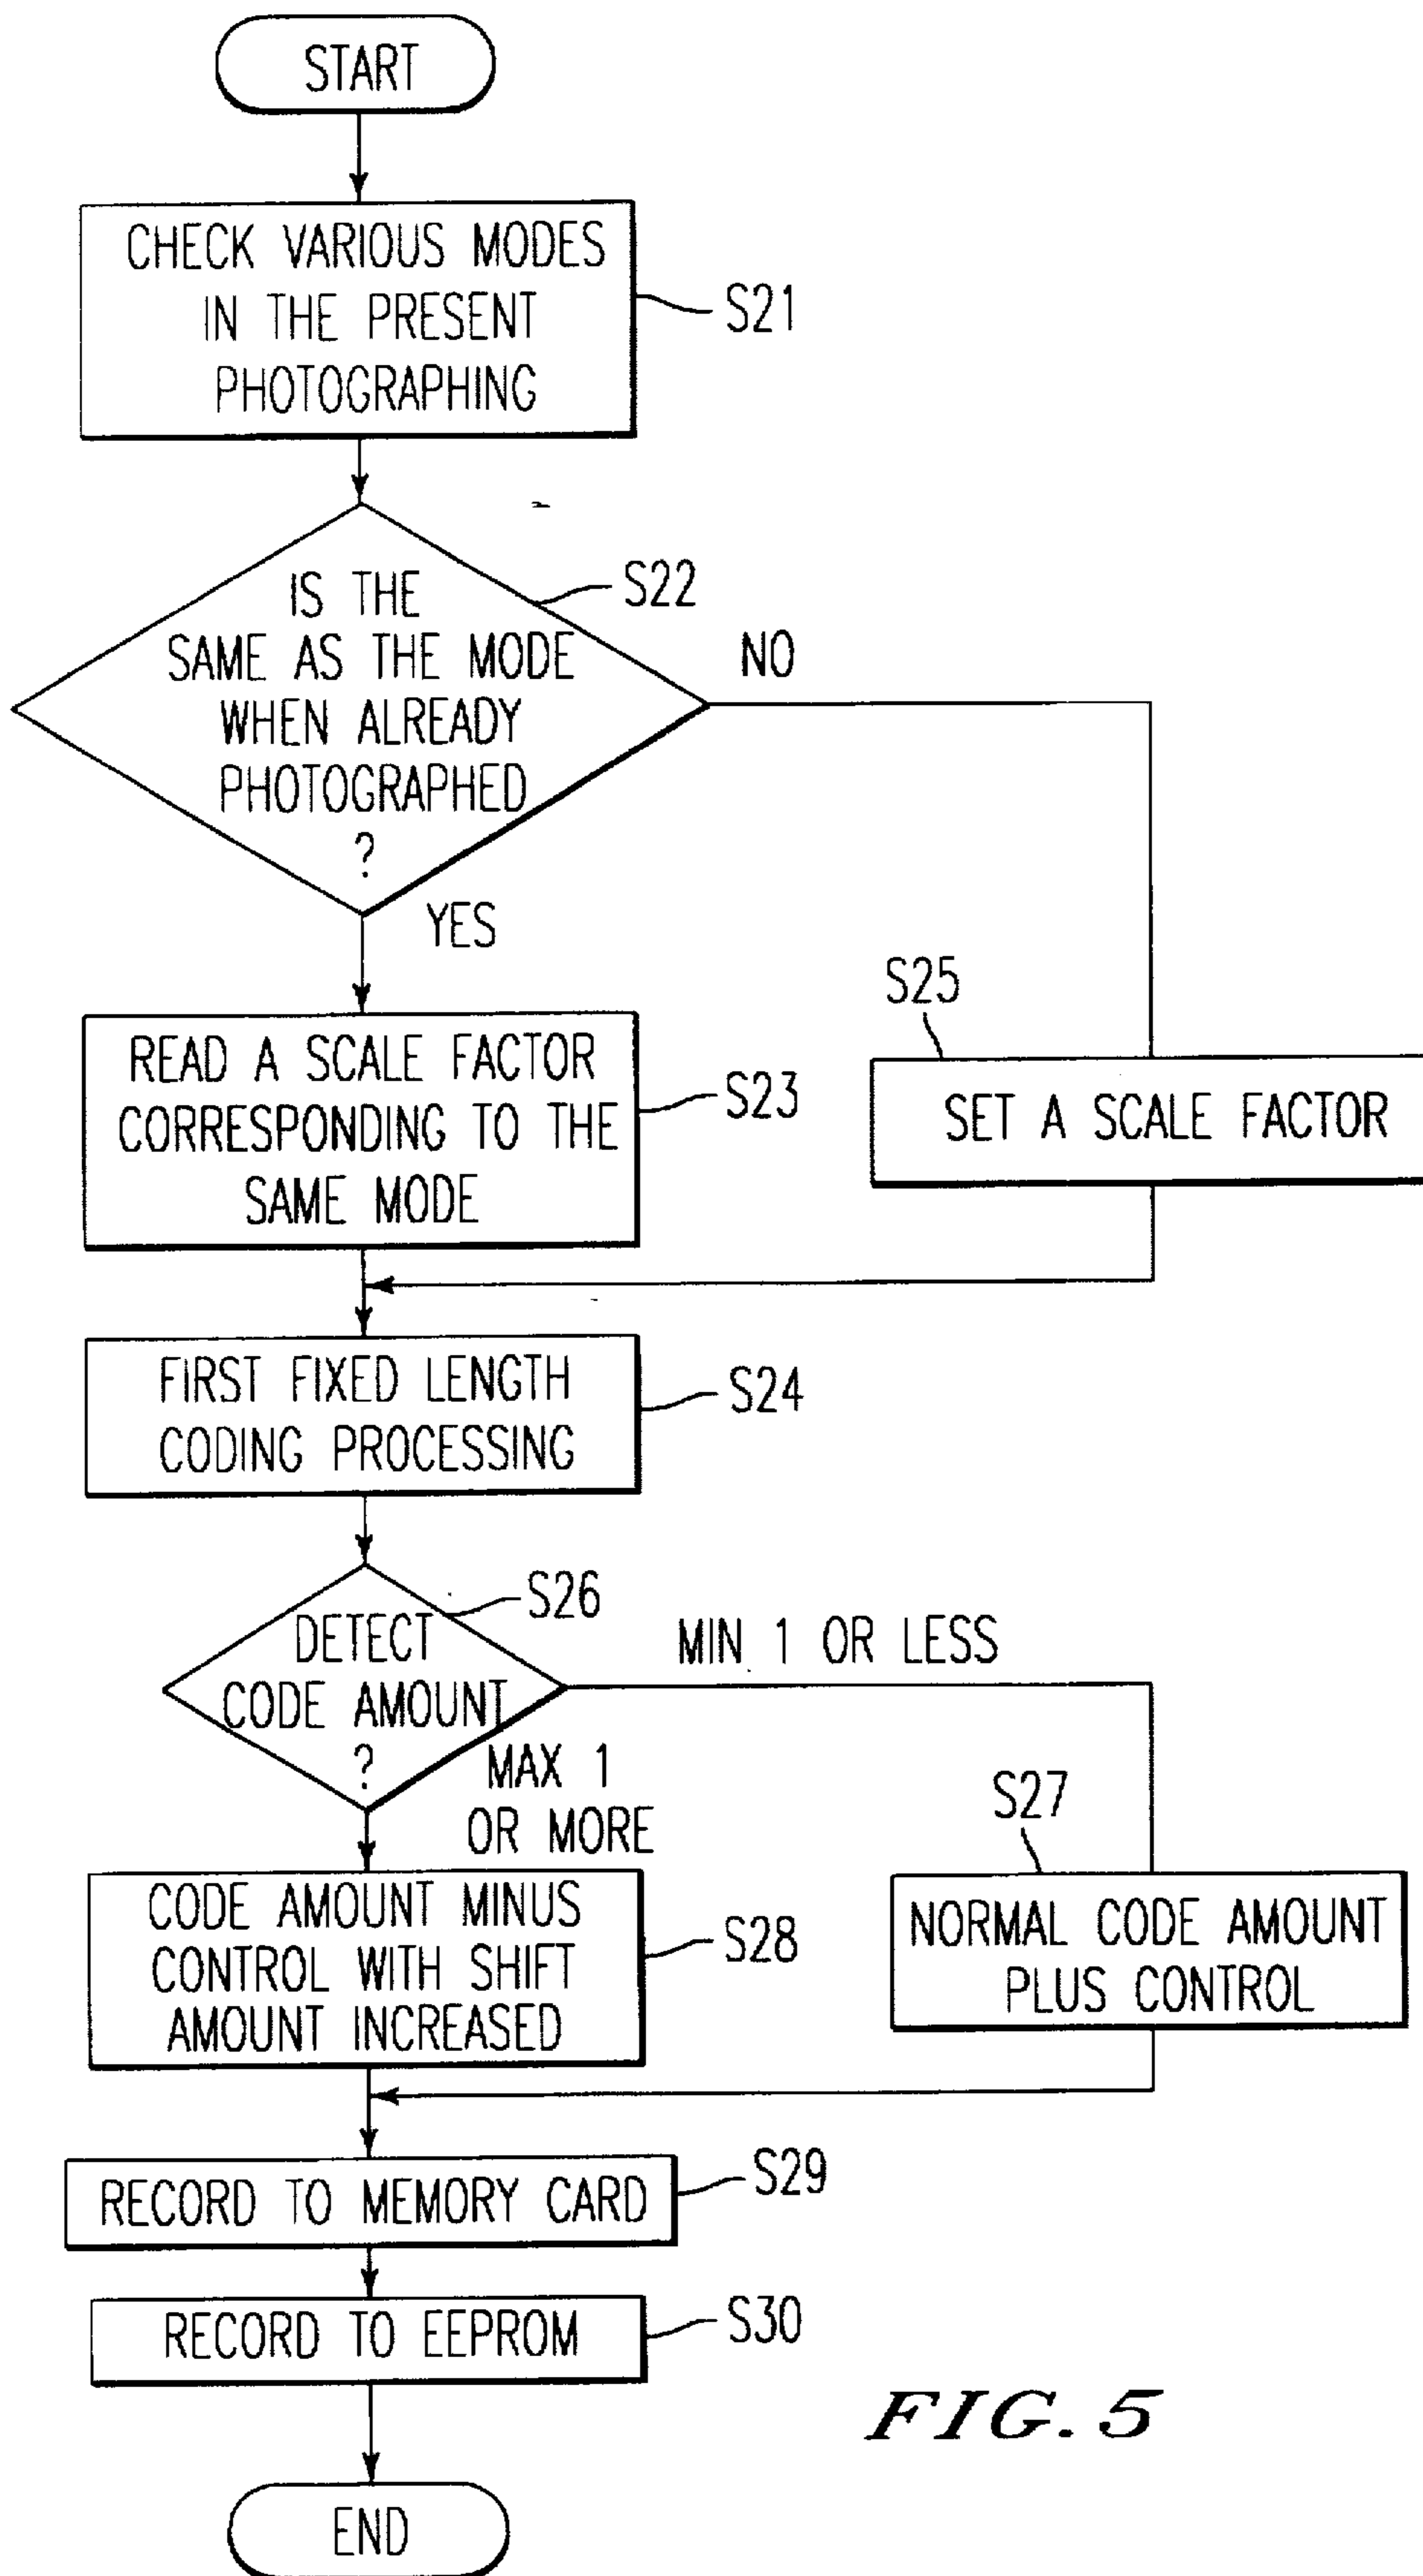 START
CHECK VARIOUS MODES
IN THE PRESENT
PHOTOGRAPHING
S21
IS THE
SAME AS THE MODE
WHEN ALREADY
PHOTOGRAPHED
?
S22
NO
YES
READ A SCALE FACTOR
CORRESPONDING TO THE
SAME MODE
S23
S25
SET A SCALE FACTOR
FIRST FIXED LENGTH
CODING PROCESSING
S24
DETECT
CODE AMOUNT
?
S26
MIN 1 OR LESS
MAX 1
OR MORE
S27
NORMAL CODE AMOUNT
PLUS CONTROL
CODE AMOUNT MINUS
CONTROL WITH SHIFT
AMOUNT INCREASED
S28
RECORD TO MEMORY CARD
S29
RECORD TO EEPROM
S30
END
FIG. 5